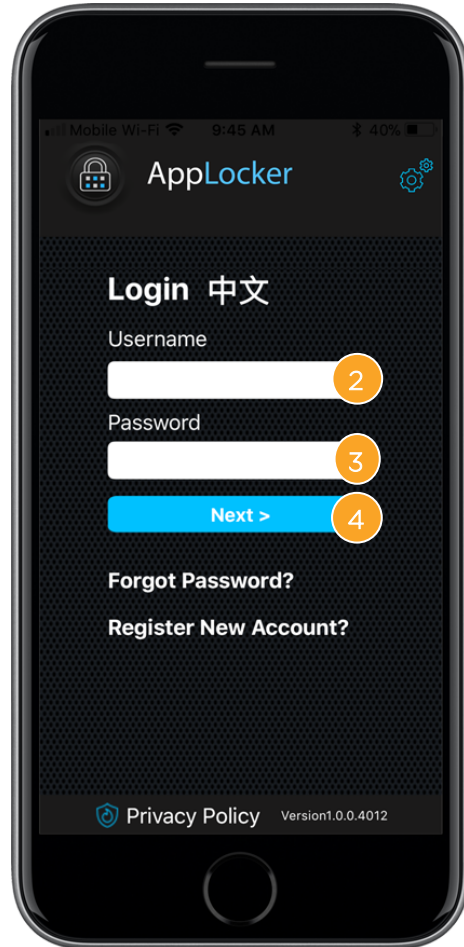 Mobile Wi-Fi 9:45 AM 40%
AppLocker
Login 中文
Username
2
Password
3
Next >
4
Forgot Password?
Register New Account?
Privacy Policy Version1.0.0.4012